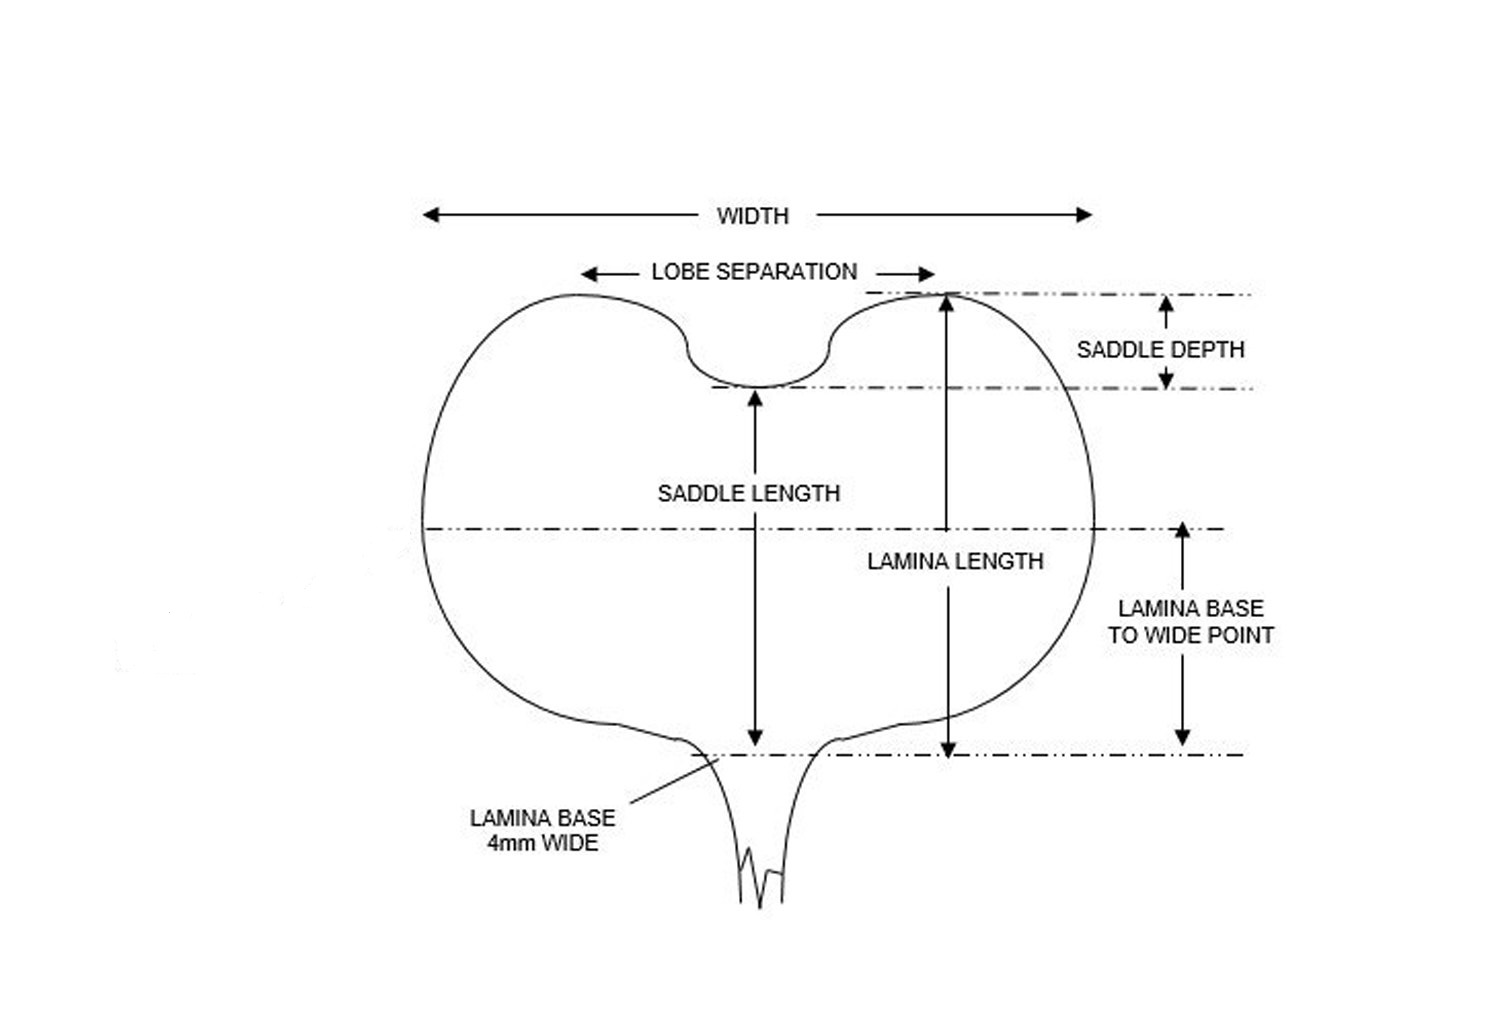 WIDTH
LOBE SEPARATION
SADDLE DEPTH
SADDLE LENGTH
LAMINA LENGTH
LAMINA BASE
TO WIDE POINT
LAMINA BASE
4mm WIDE